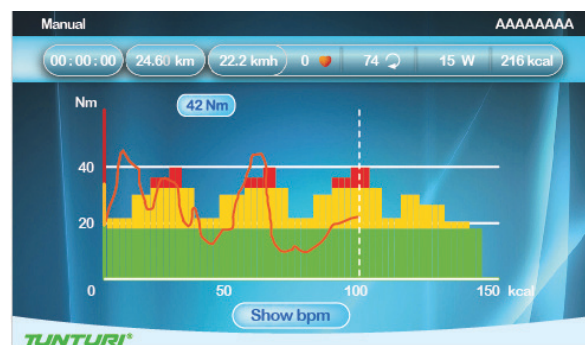 Manual AAAAAAAA
00:00:00 24.60 km 22.2 kmh 0 74 15 W 216 kcal
Nm 42 Nm
40
20
0 50 100 150 kcal
Show bpm
TUNTURI®